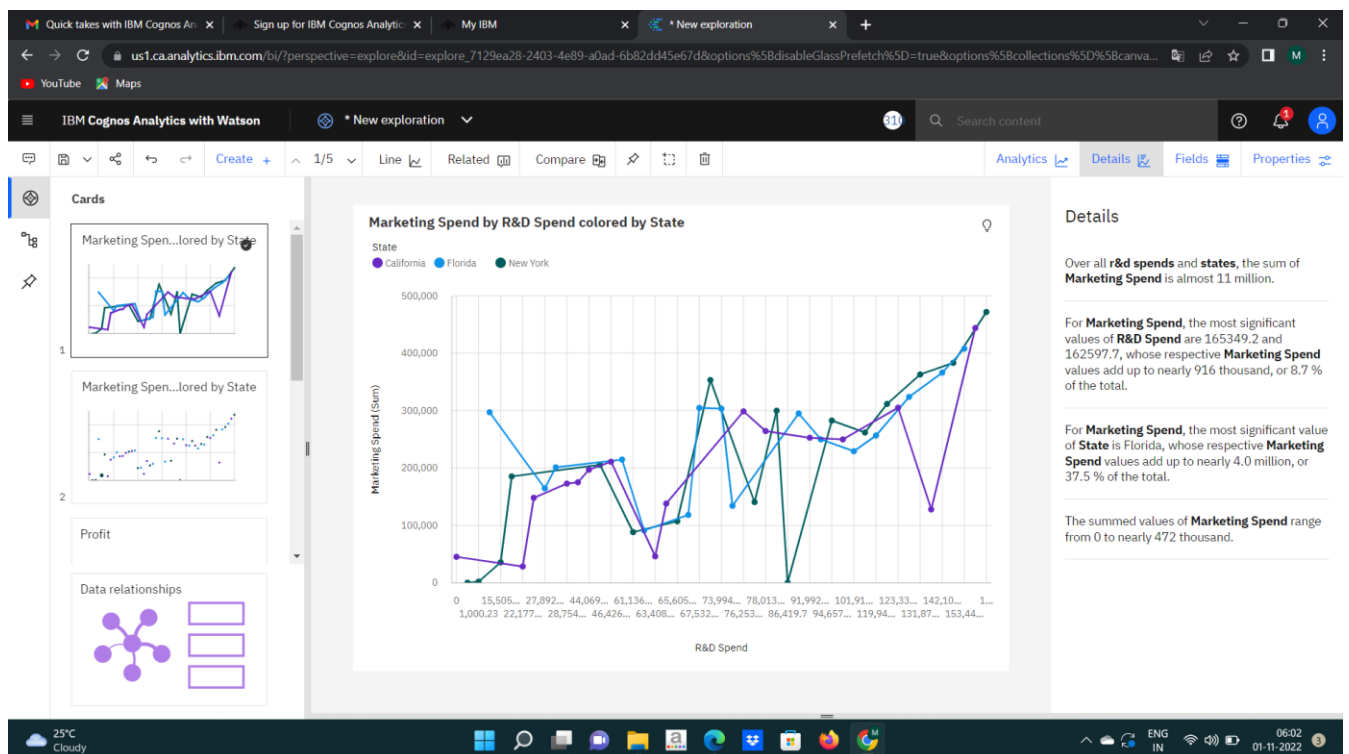 Quick takes with IBM Cognos An
Sign up for IBM Cognos Analytic
My IBM
* New exploration
us1.ca.analytics.ibm.com/bi/?perspective=explore&id=explore_7129ea28-2403-4e89-a0ad-6b82dd45e67d&options%5BdisableGlassPrefetch%5D=true&options%5Bcollections%5D%5Bcanva...
M
YouTube
Maps
IBM Cognos Analytics with Watson
* New exploration
310
Search content
1
Create +
1/5
Line
Related
Compare
Analytics
Details
Fields
Properties
Cards
Marketing Spen...lored by State
1
Marketing Spen...lored by State
2
Profit
Data relationships
Marketing Spend by R&D Spend colored by State
State
California
Florida
New York
500,000
400,000
300,000
200,000
100,000
0
Marketing Spend (Sum)
0 15,505... 27,892... 44,069... 61,136... 65,605... 73,994... 78,013... 91,992... 101,91... 123,33... 142,10... 1...
1,000.23 22,177... 28,754... 46,426... 63,408... 67,532... 76,253... 86,419.7 94,657... 119,94... 131,87... 153,44...
R&D Spend
Details
Over all r&d spends and states, the sum of
Marketing Spend is almost 11 million.
For Marketing Spend, the most significant
values of R&D Spend are 165349.2 and
162597.7, whose respective Marketing Spend
values add up to nearly 916 thousand, or 8.7 %
of the total.
For Marketing Spend, the most significant value
of State is Florida, whose respective Marketing
Spend values add up to nearly 4.0 million, or
37.5 % of the total.
The summed values of Marketing Spend range
from 0 to nearly 472 thousand.
25°C
Cloudy
ENG
IN
06:02
01-11-2022
3